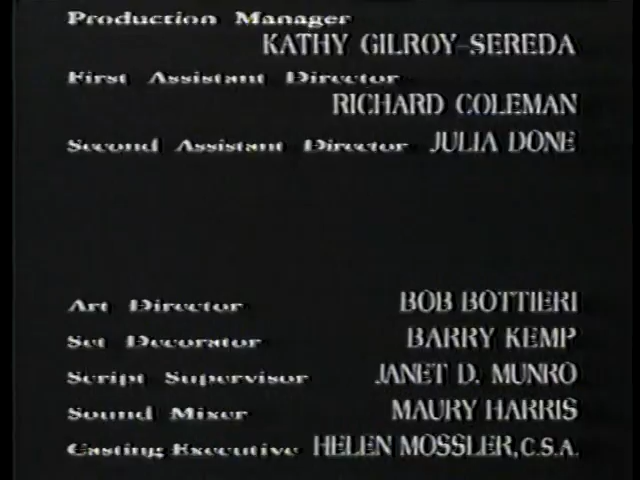 Production Manager
KATHY GILROY-SEREDA
First Assistant Director
RICHARD COLEMAN
Second Assistant Director JULIA DONE
Art Director BOB BOTTIERI
Set Decorator BARRY KEMP
Script Supervisor JANET D. MUNRO
Sound Mixer MAURY HARRIS
Casting Executive HELEN MOSSLER, C.S.A.